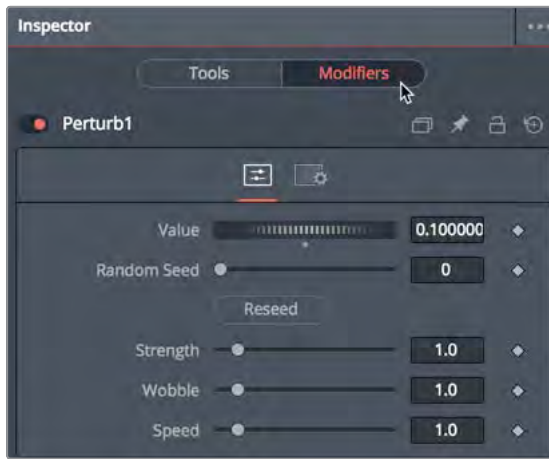 Inspector
Tools Modifiers
Perturb1
Value 0.100000
Random Seed 0
Reseed
Strength 1.0
Wobble 1.0
Speed 1.0